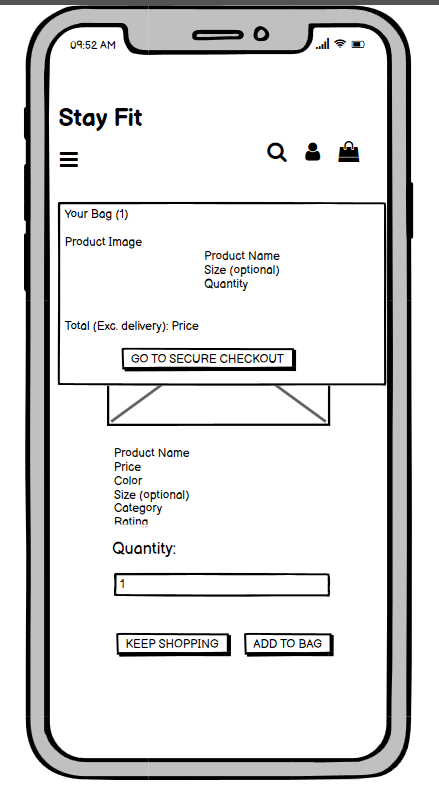 09:52 AM
Stay Fit
Your Bag (1)
Product Image
Product Name
Size (optional)
Quantity
Total (Exc. delivery): Price
GO TO SECURE CHECKOUT
Product Name
Price
Color
Size (optional)
Category
Rating
Quantity:
1
KEEP SHOPPING
ADD TO BAG